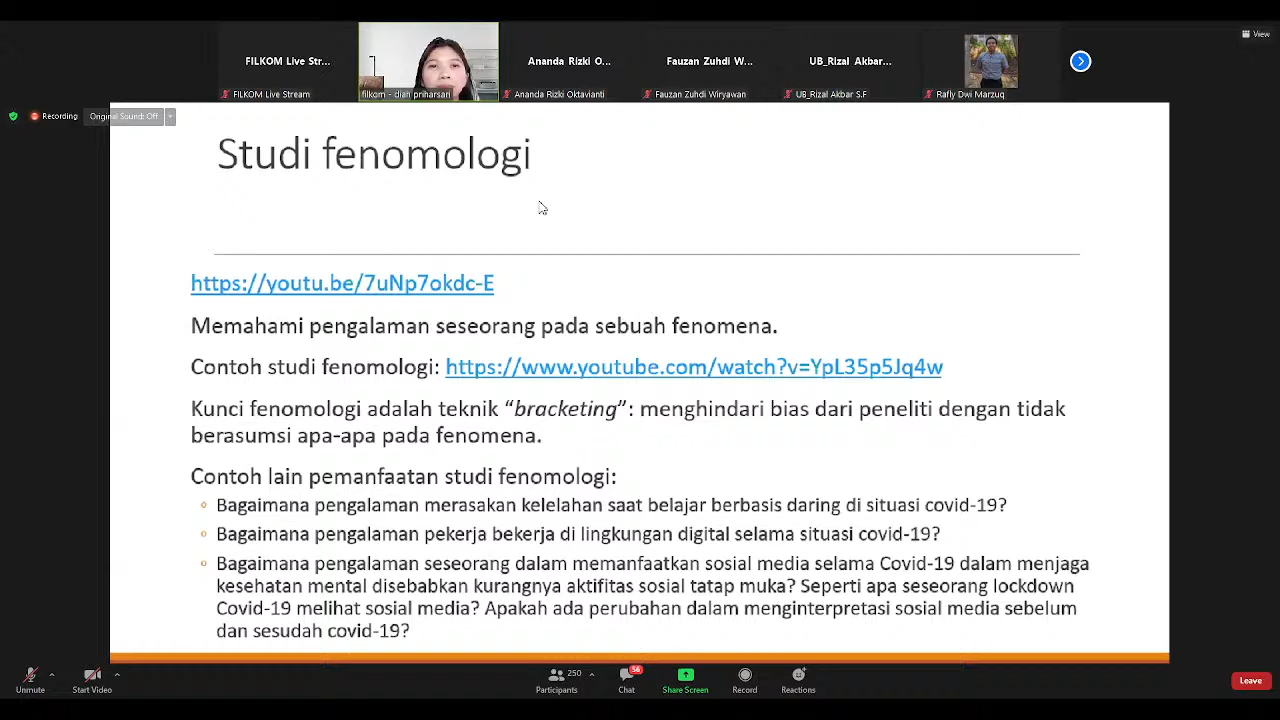 View
FILKOM Live Str...
Ananda Rizki O...
Fauzan Zuhdi W...
UB_Rizal Akbar...
FILKOM Live Stream
filkom - dian priharsari
Ananda Rizki Oktavianti
Fauzan Zuhdi Wiryawan
UB_Rizal Akbar S.F
Rafly Dwi Marzuq
Recording
Original Sound: Off
Studi fenomologi
https://youtu.be/7uNp7okdc-E
Memahami pengalaman seseorang pada sebuah fenomena.
Contoh studi fenomologi: https://www.youtube.com/watch?v=YpL35p5Jq4w
Kunci fenomologi adalah teknik “bracketing”: menghindari bias dari peneliti dengan tidak
berasumsi apa-apa pada fenomena.
Contoh lain pemanfaatan studi fenomologi:
Bagaimana pengalaman merasakan kelelahan saat belajar berbasis daring di situasi covid-19?
Bagaimana pengalaman pekerja bekerja di lingkungan digital selama situasi covid-19?
Bagaimana pengalaman seseorang dalam memanfaatkan sosial media selama Covid-19 dalam menjaga
kesehatan mental disebabkan kurangnya aktifitas sosial tatap muka? Seperti apa seseorang lockdown
Covid-19 melihat sosial media? Apakah ada perubahan dalam menginterpretasi sosial media sebelum
dan sesudah covid-19?
Unmute
Start Video
250
Participants
56
Chat
Share Screen
Record
Reactions
Leave